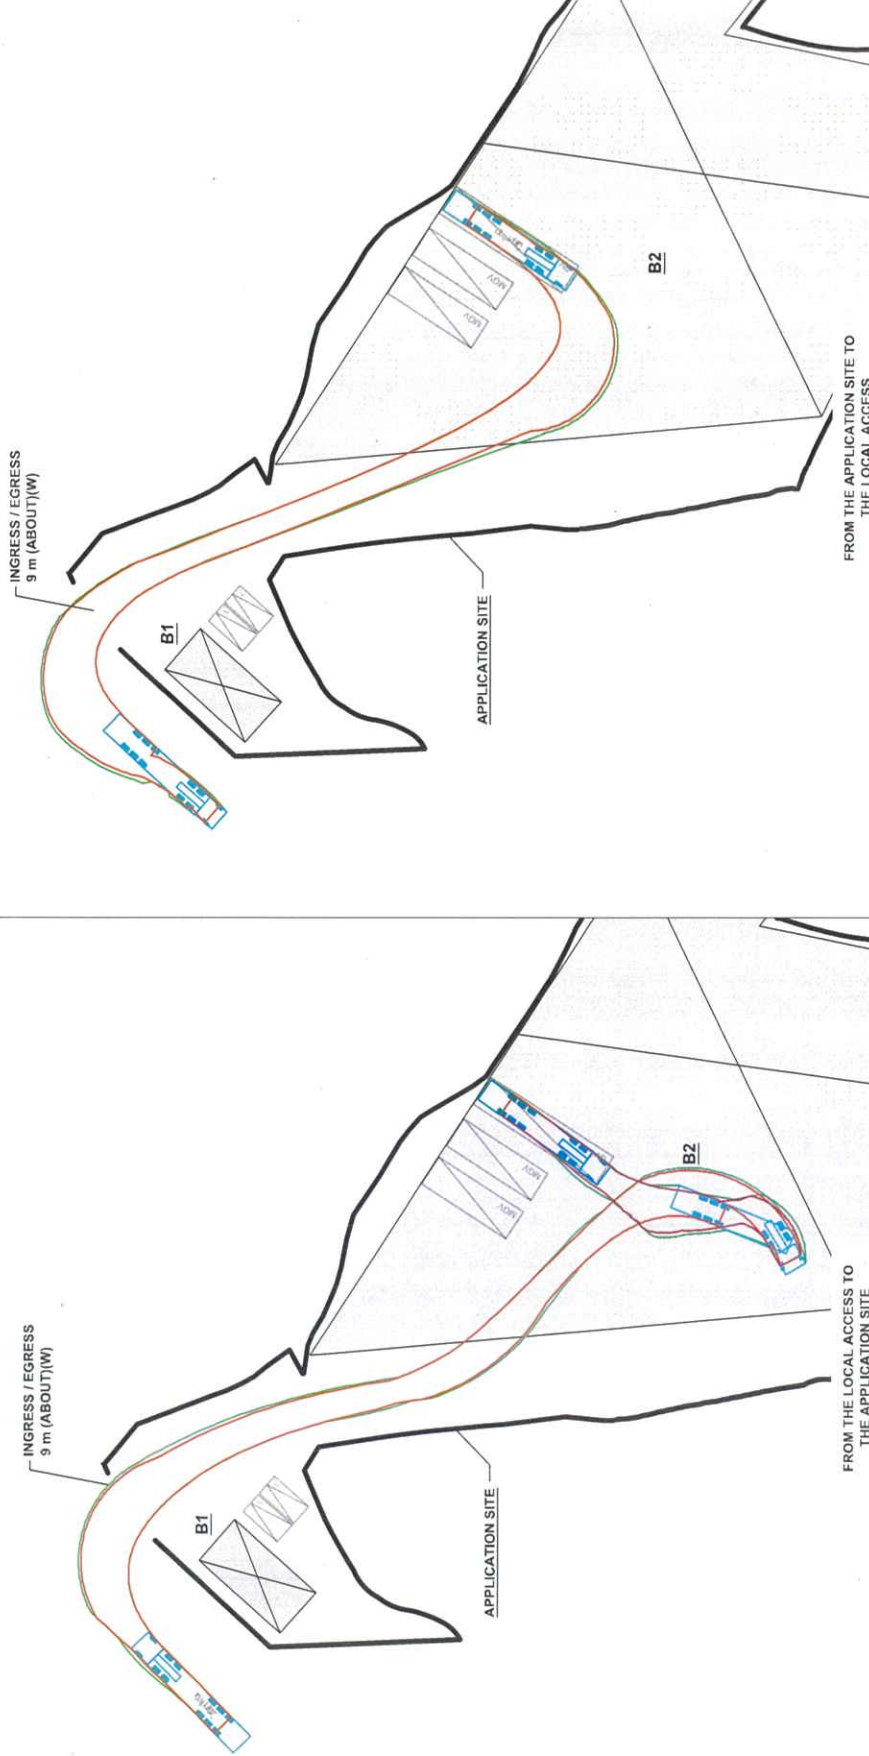 INGRESS / EGRESS
9 m (ABOUT)(W)
B1
MGV
MGV
B2
APPLICATION SITE
FROM THE APPLICATION SITE TO
THE LOCAL ACCESS
INGRESS / EGRESS
9 m (ABOUT)(W)
B1
MGV
MGV
B2
APPLICATION SITE
FROM THE LOCAL ACCESS TO
THE APPLICATION SITE